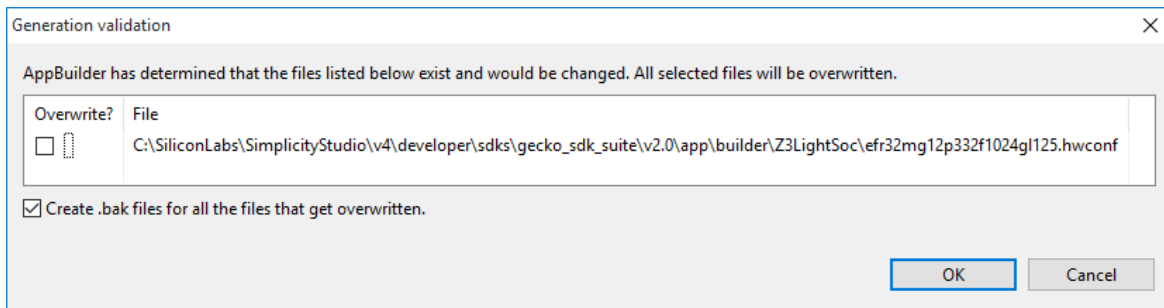 Generation validation
AppBuilder has determined that the files listed below exist and would be changed. All selected files will be overwritten.
Overwrite? File
C:\SiliconLabs\SimplicityStudio\v4\developer\sdks\gecko_sdk_suite\v2.0\app\builder\Z3LightSoc\efr32mg12p332f1024gl125.hwconf
Create .bak files for all the files that get overwritten.
OK Cancel